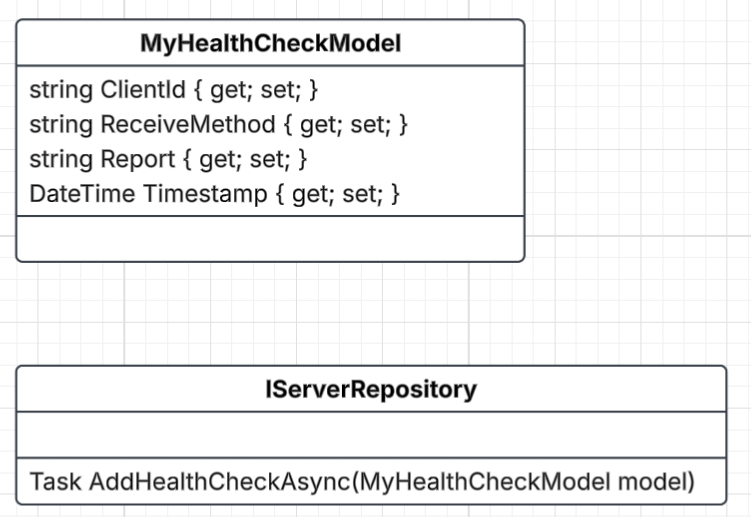 MyHealthCheckModel
string ClientId { get; set; }
string ReceiveMethod { get; set; }
string Report { get; set; }
DateTime Timestamp { get; set; }
IServerRepository
Task AddHealthCheckAsync(MyHealthCheckModel model)